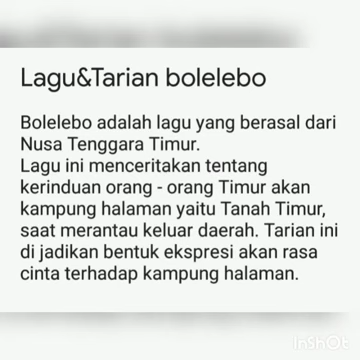 Lagu&Tarian bolelebo
Bolelebo adalah lagu yang berasal dari
Nusa Tenggara Timur.
Lagu ini menceritakan tentang
kerinduan orang - orang Timur akan
kampung halaman yaitu Tanah Timur,
saat merantau keluar daerah. Tarian ini
di jadikan bentuk ekspresi akan rasa
cinta terhadap kampung halaman.
InShOt